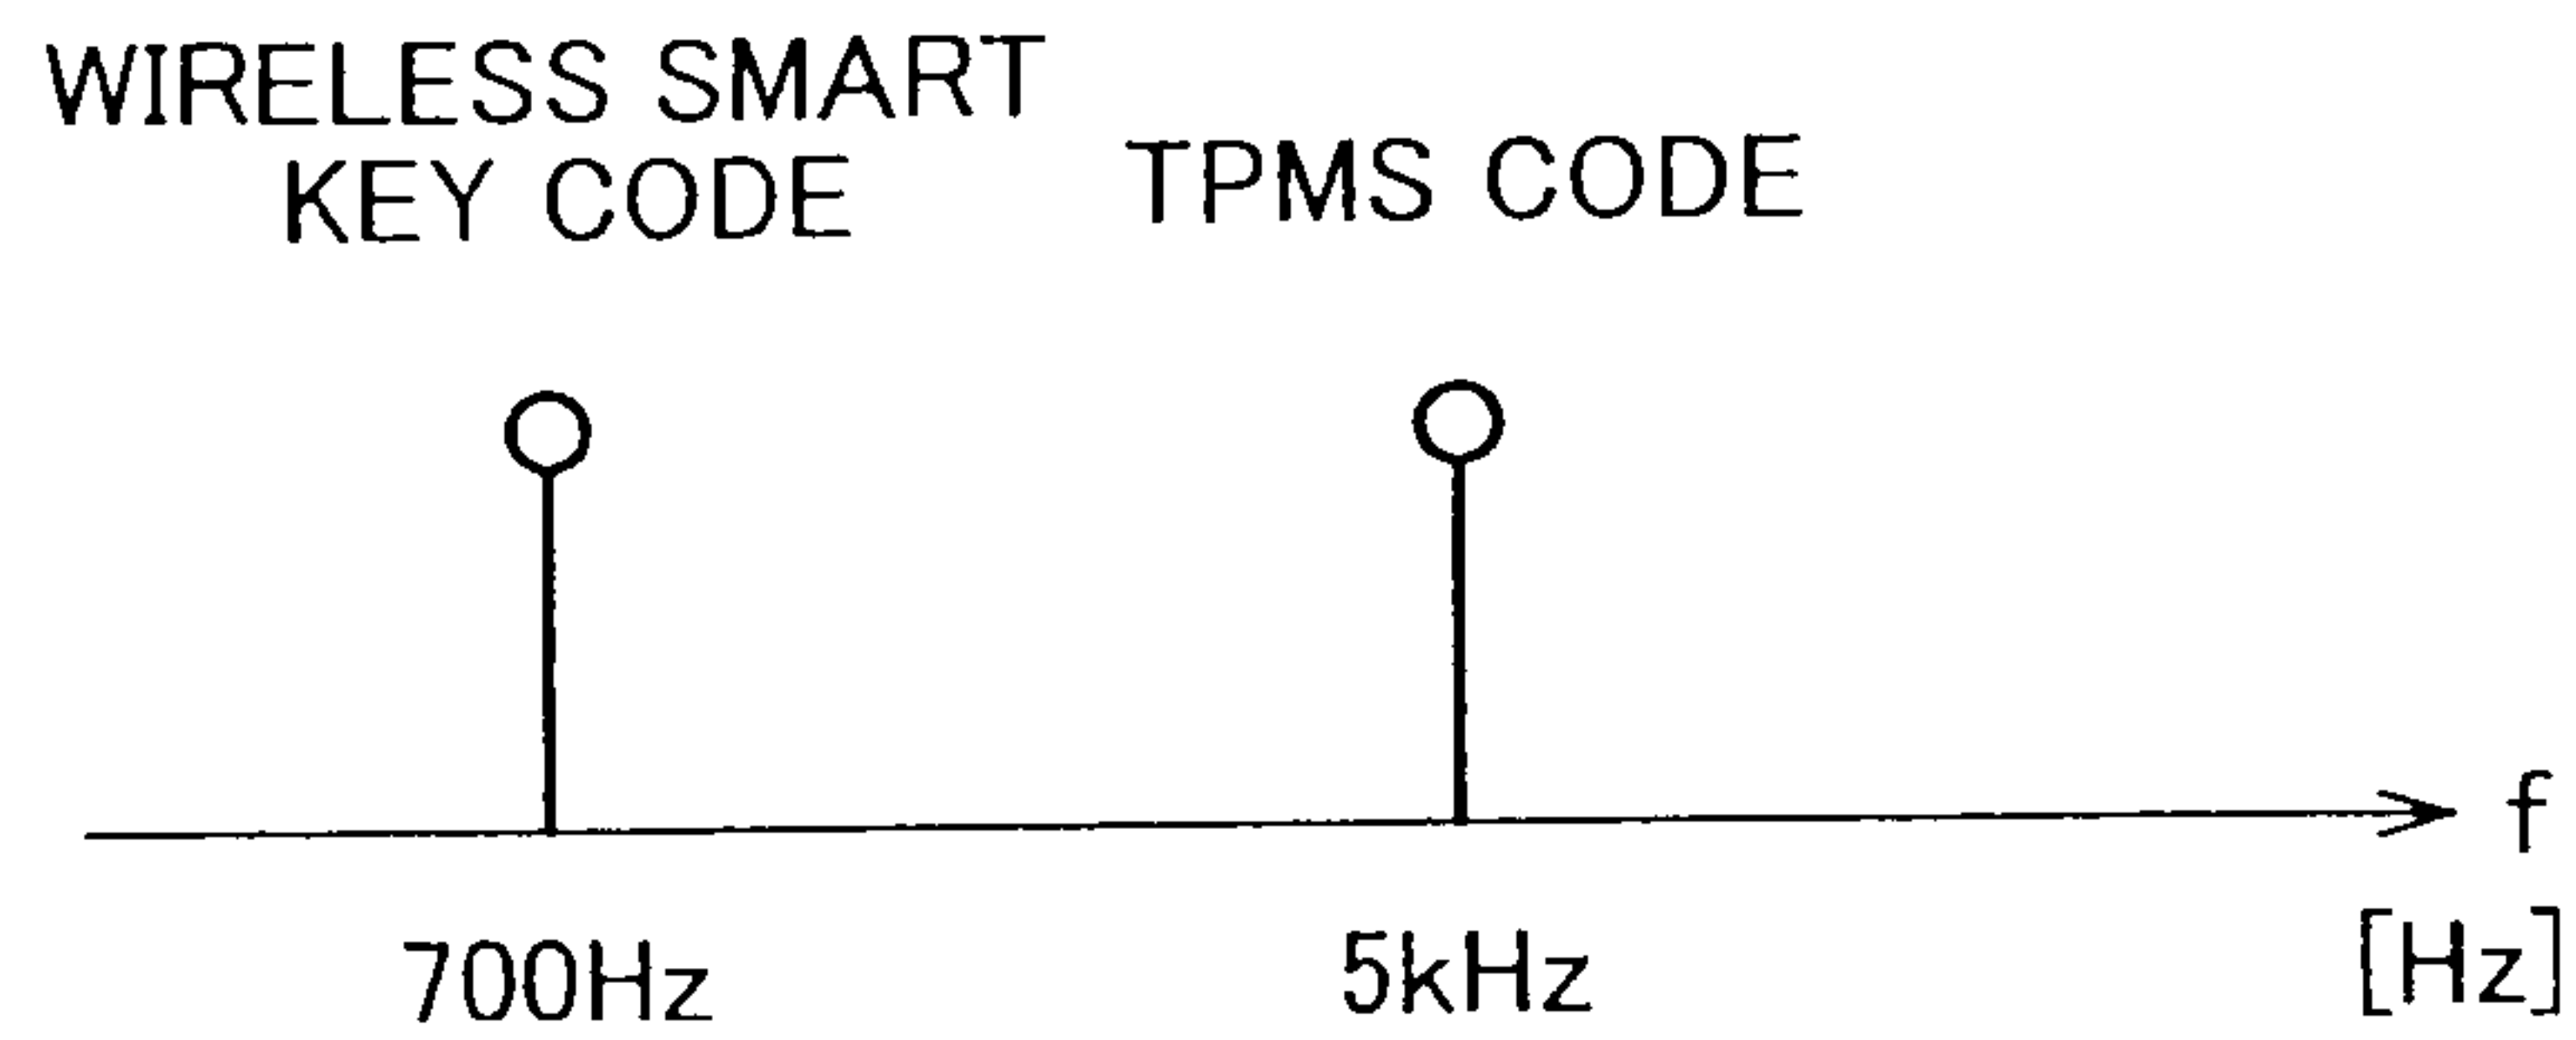 WIRELESS SMART
KEY CODE
TPMS CODE
f
700Hz
5kHz
[Hz]